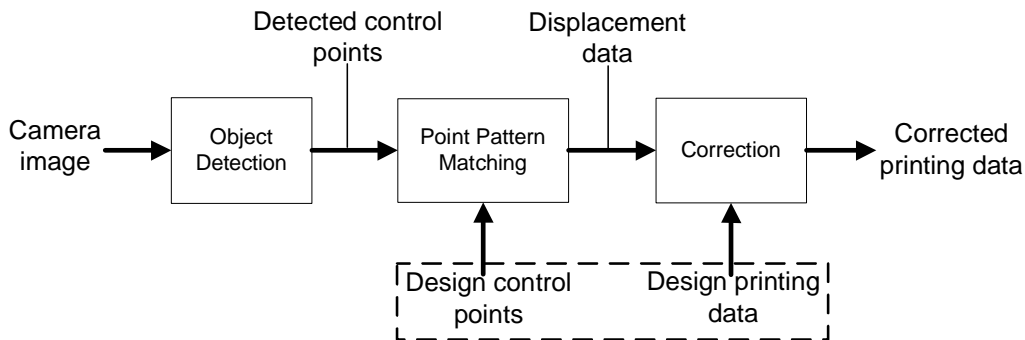 Detected control
points
Displacement
data
Camera
image
Object
Detection
Point Pattern
Matching
Correction
Corrected
printing data
Design control
points
Design printing
data